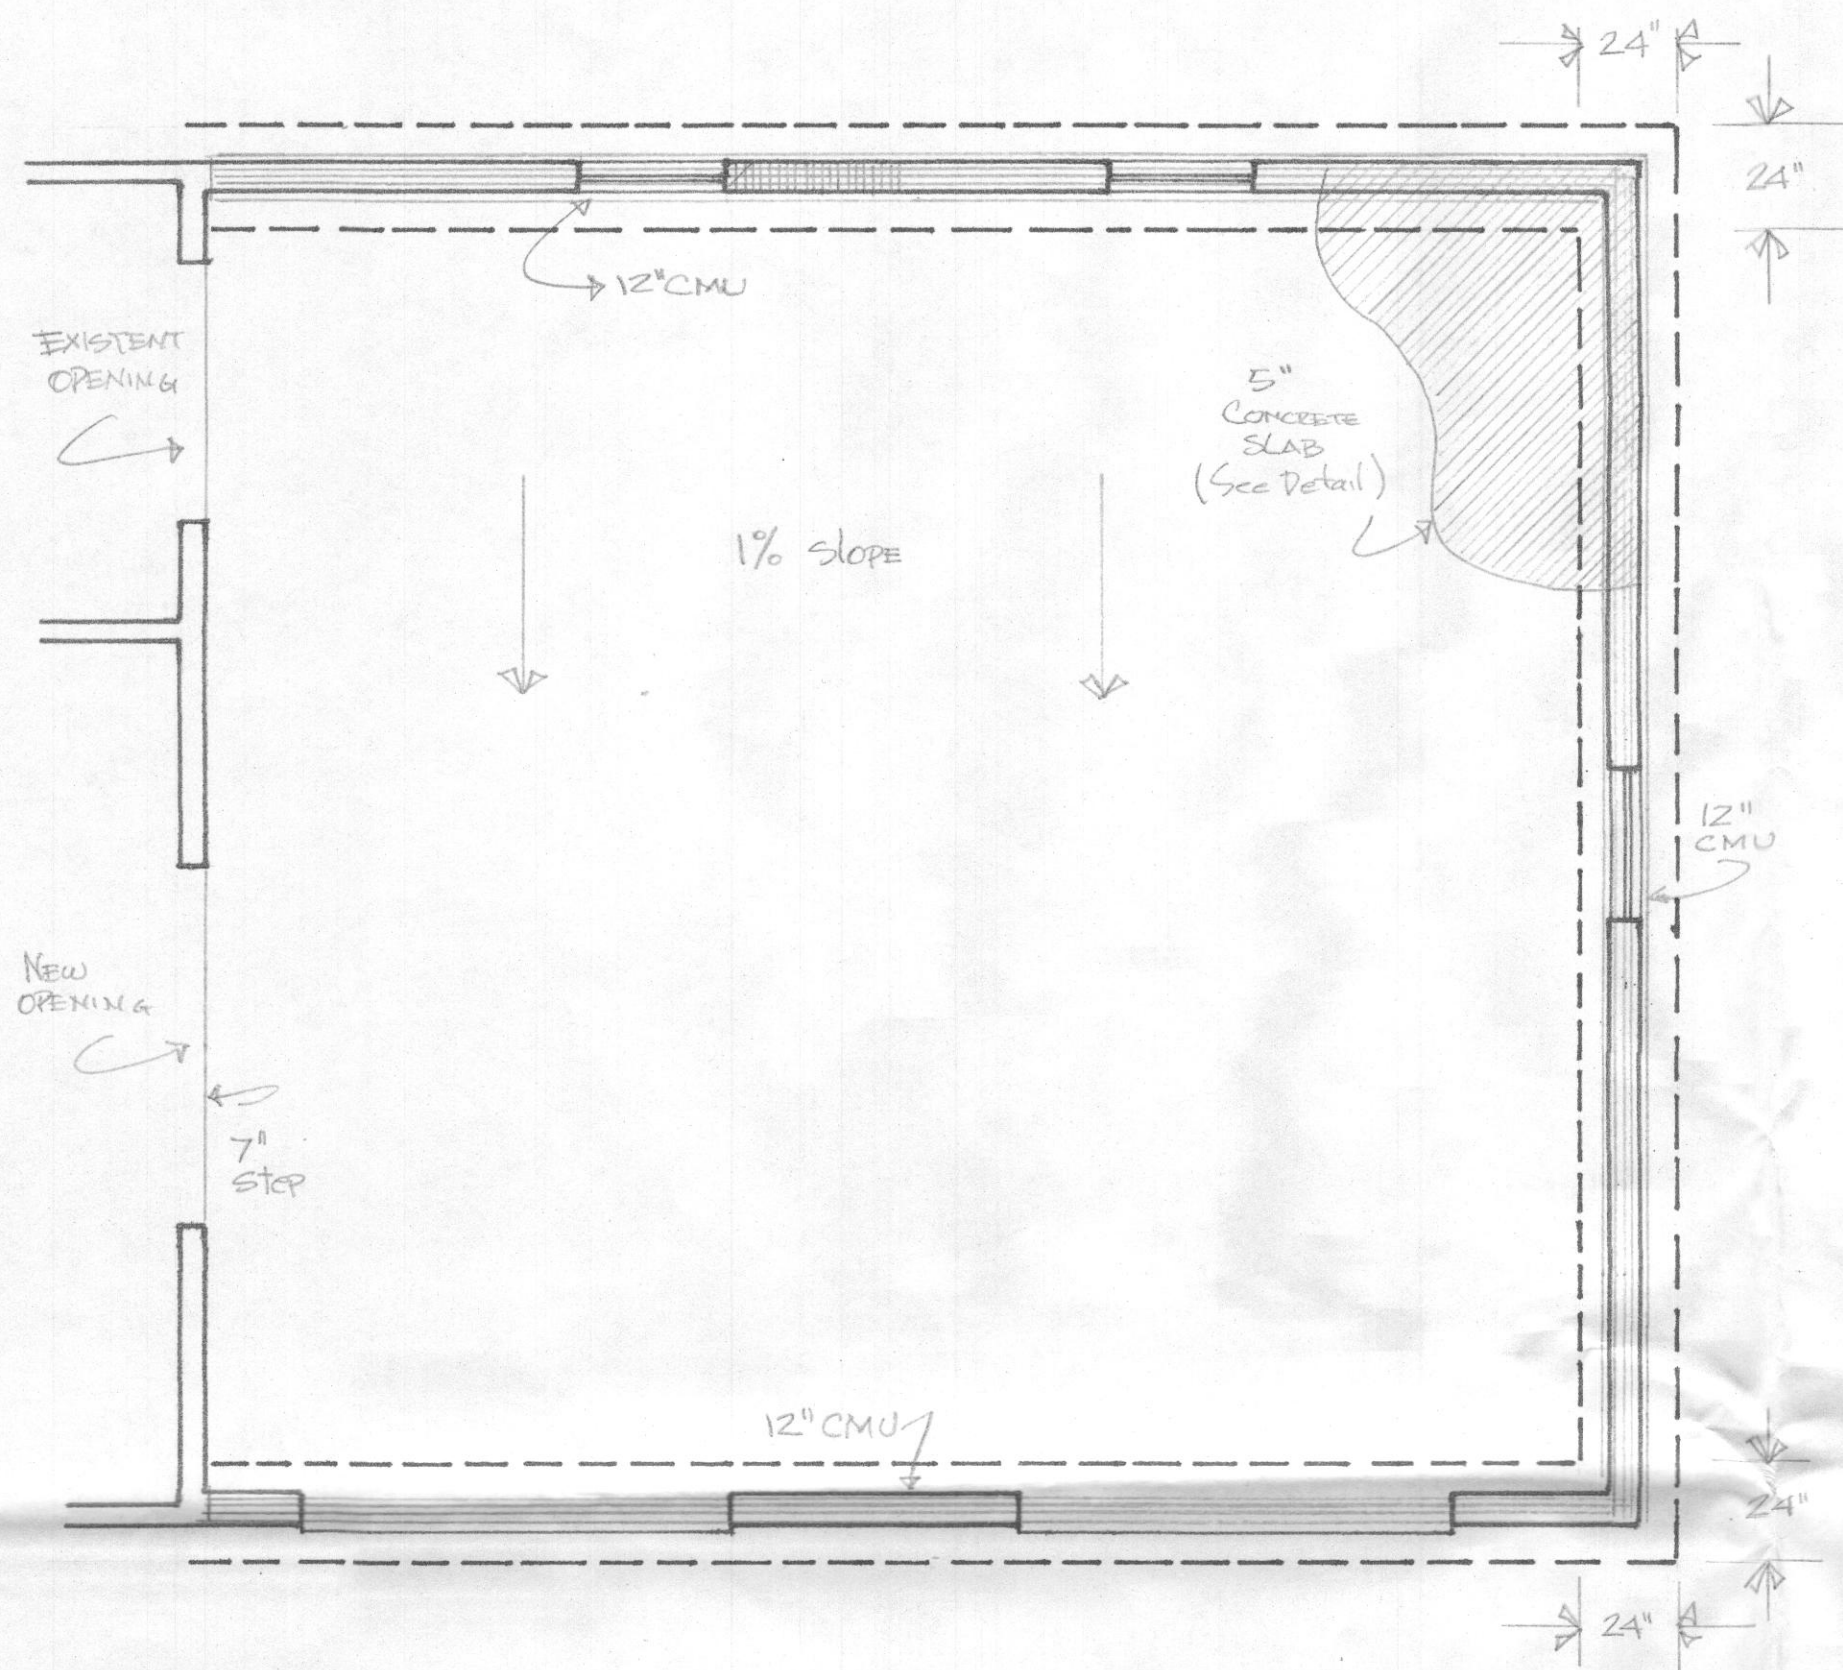 24"
24"
12" CMU
EXISTENT
OPENING
5"
CONCRETE
SLAB
(See Detail)
1% SLOPE
12"
CMU
NEW
OPENING
7"
Step
12" CMU
24"
24"